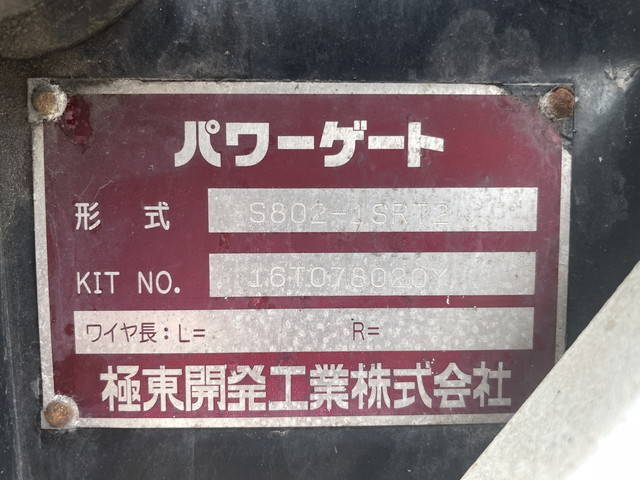 パワーゲート
形式 S802-1SRT2
KIT NO. 16T078020Y
ワイヤ長:L= R=
極東開発工業株式会社